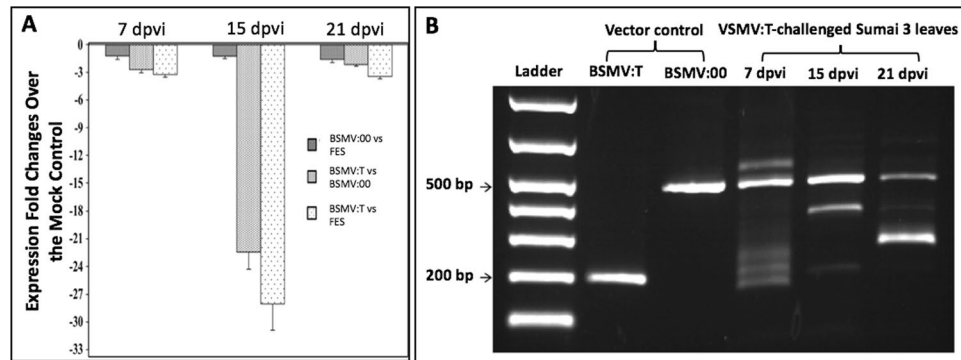 A
7 dpvi 15 dpvi 21 dpvi
Expression Fold Changes Over
the Mock Control
0
-3
-6
-9
-12
-15
-18
-21
-24
-27
-30
-33
BSMV:00 vs
FES
BSMV:T vs
BSMV:00
BSMV:T vs
FES
B
Vector control
VSMV:T-challenged Sumai 3 leaves
Ladder BSMV:T BSMV:00 7 dpvi 15 dpvi 21 dpvi
500 bp
200 bp